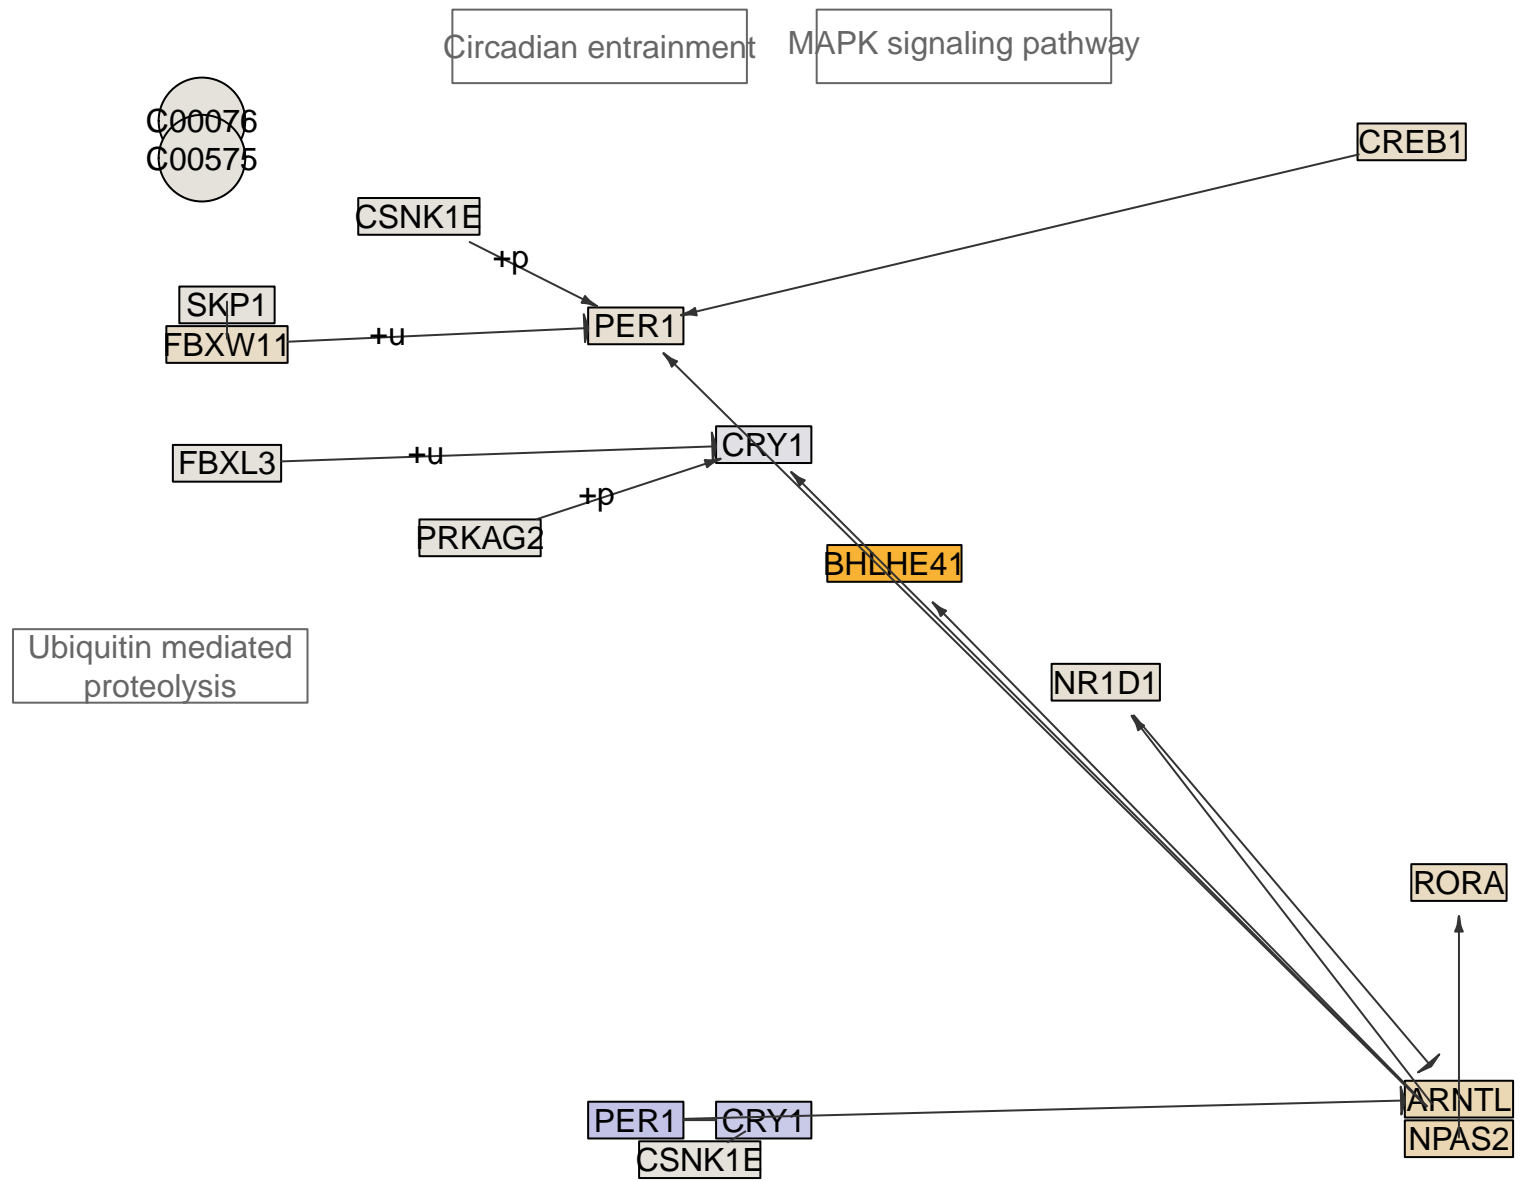 Circadian entrainment
MAPK signaling pathway
C00076
C00575
CREB1
CSNK1E
+p
SKP1
FBXW11
+u
PER1
FBXL3
+u
CRY1
+p
PRKAG2
BHLHE41
Ubiquitin mediated
proteolysis
NR1D1
RORA
ARNTL
NPAS2
PER1
CRY1
CSNK1E